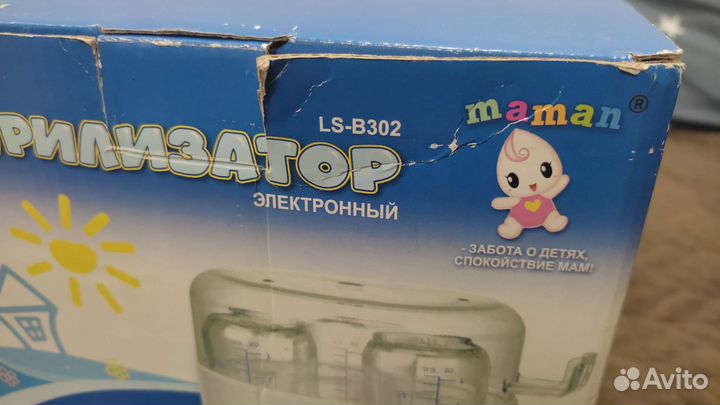 LS-B302
maman®
РИЛИЗАТОР
ЭЛЕКТРОННЫЙ
- ЗАБОТА О ДЕТЯХ,
СПОКОЙСТВИЕ МАМ!
Avito